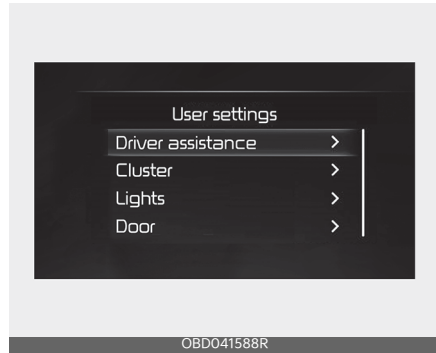 User settings
Driver assistance
Cluster
Lights
Door
OBD041588R